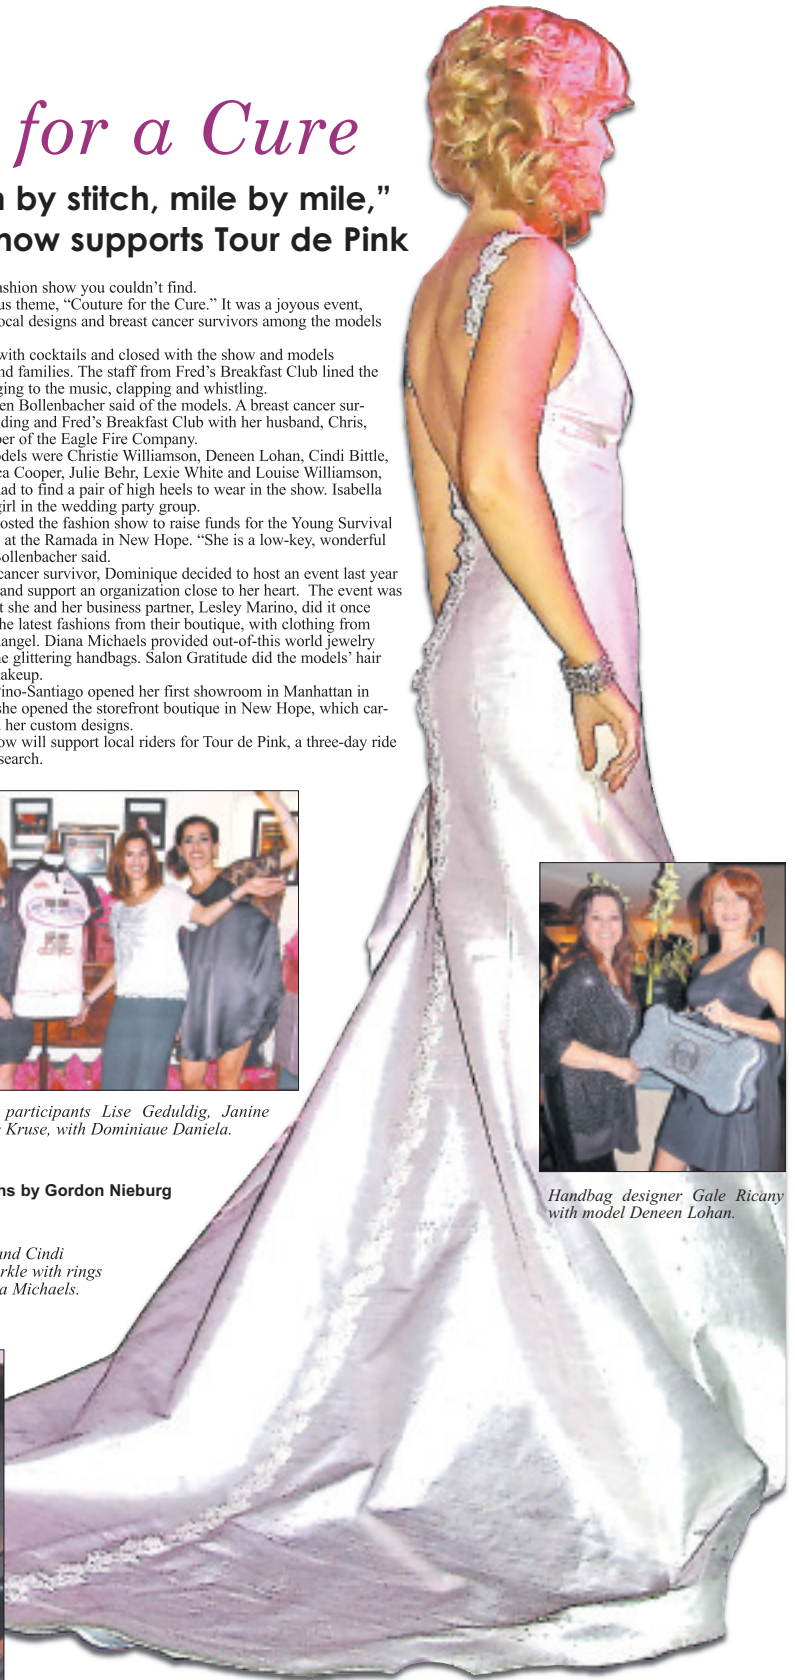 for a Cure
by stitch, mile by mile,”
now supports Tour de Pink
ashion show you couldn’t find.
us theme, “Couture for the Cure.” It was a joyous event,
ocal designs and breast cancer survivors among the models
with cocktails and closed with the show and models
nd families. The staff from Fred’s Breakfast Club lined the
ging to the music, clapping and whistling.
en Bollenbacher said of the models. A breast cancer sur-
ding and Fred’s Breakfast Club with her husband, Chris,
ber of the Eagle Fire Company.
odels were Christie Williamson, Deneen Lohan, Cindi Bittle,
ca Cooper, Julie Behr, Lexie White and Louise Williamson,
had to find a pair of high heels to wear in the show. Isabella
girl in the wedding party group.
osted the fashion show to raise funds for the Young Survival
at the Ramada in New Hope. “She is a low-key, wonderful
Bollenbacher said.
cancer survivor, Dominique decided to host an event last year
and support an organization close to her heart. The event was
t she and her business partner, Lesley Marino, did it once
he latest fashions from their boutique, with clothing from
angel. Diana Michaels provided out-of-this world jewelry
e glittering handbags. Salon Gratitude did the models’ hair
akeup.
Pino-Santiago opened her first showroom in Manhattan in
she opened the storefront boutique in New Hope, which car-
her custom designs.
ow will support local riders for Tour de Pink, a three-day ride
search.
participants Lise Geduldig, Janine
Kruse, with Dominiaue Daniela.
hs by Gordon Nieburg
Handbag designer Gale Ricany
with model Deneen Lohan.
and Cindi
rkle with rings
a Michaels.